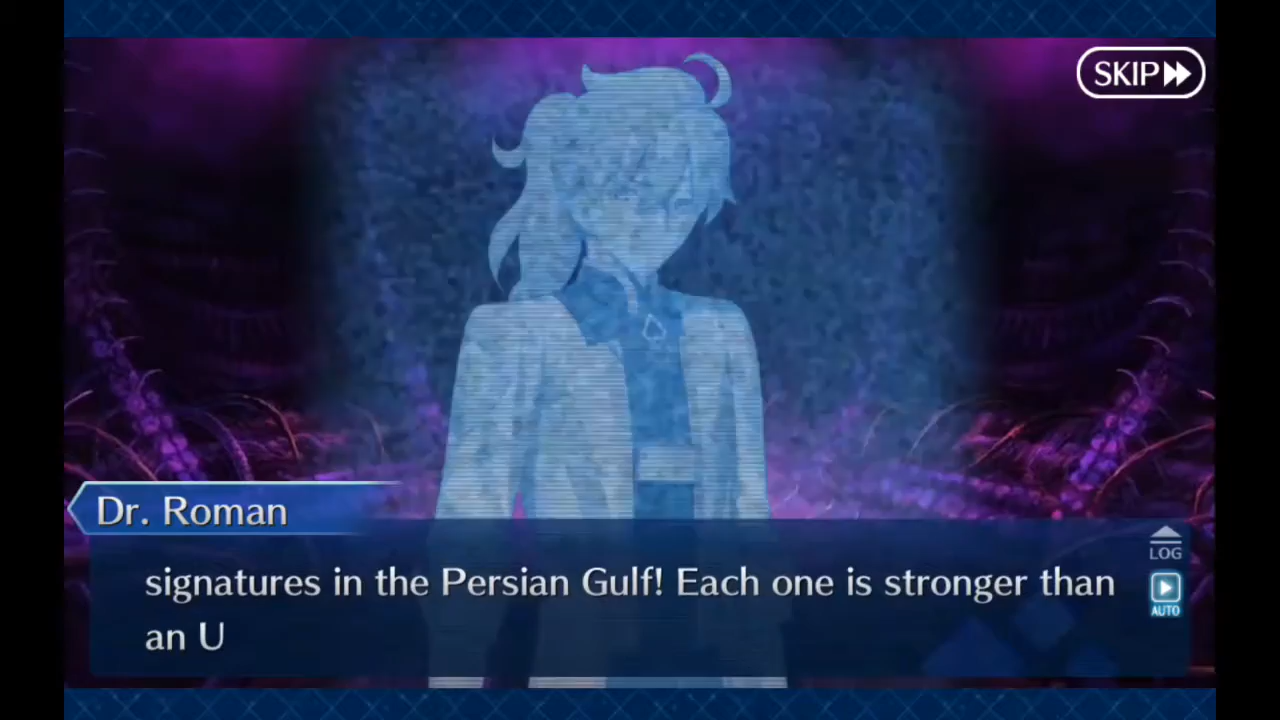 SKIP
Dr. Roman
signatures in the Persian Gulf! Each one is stronger than
an U
LOG
AUTO